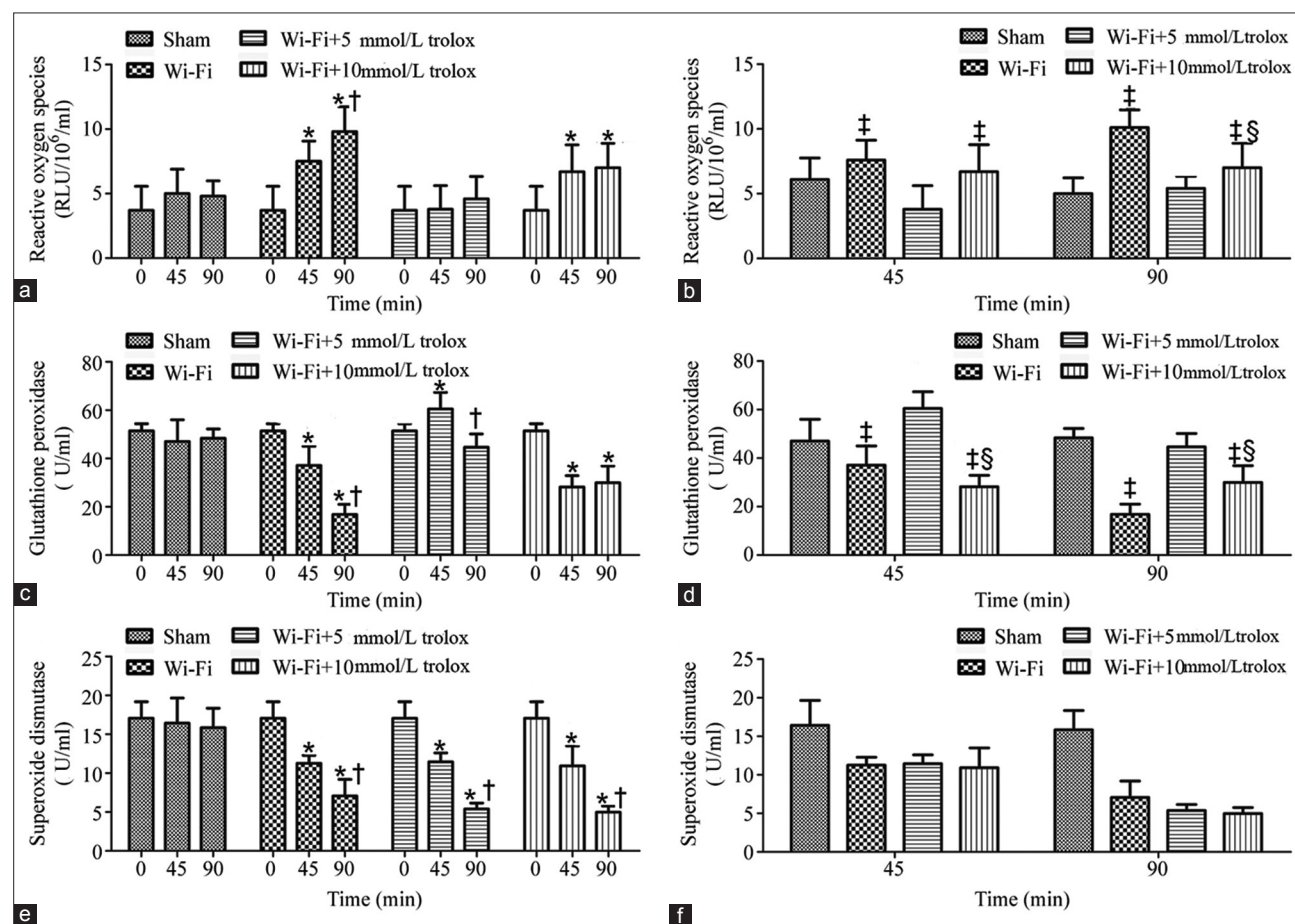 Sham Wi-Fi+5 mmol/L trolox
Wi-Fi Wi-Fi+10mmol/L trolox
Reactive oxygen species
(RLU/10⁶/ml)
15
10
5
0
* *† * *
0 45 90 0 45 90 0 45 90 0 45 90
Time (min)
a
Sham Wi-Fi+5 mmol/Ltrolox
Wi-Fi Wi-Fi+10mmol/Ltrolox
Reactive oxygen species
(RLU/10⁶/ml)
15
10
5
0
‡ ‡ ‡ ‡§
45 90
Time (min)
b
Sham Wi-Fi+5 mmol/L trolox
Wi-Fi Wi-Fi+10mmol/L trolox
Glutathione peroxidase
( U/ml)
80
60
40
20
0
* *† * † * *
0 45 90 0 45 90 0 45 90 0 45 90
Time (min)
c
Sham Wi-Fi+5 mmol/Ltrolox
Wi-Fi Wi-Fi+10mmol/Ltrolox
Glutathione peroxidase
( U/ml)
80
60
40
20
0
‡ ‡§ ‡ ‡§
45 90
Time (min)
d
Sham Wi-Fi+5 mmol/L trolox
Wi-Fi Wi-Fi+10mmol/L trolox
Superoxide dismutase
( U/ml)
25
20
15
10
5
0
* *† * *† * *†
0 45 90 0 45 90 0 45 90 0 45 90
Time (min)
e
Sham Wi-Fi+5 mmol/Ltrolox
Wi-Fi Wi-Fi+10mmol/Ltrolox
Superoxide dismutase
( U/ml)
25
20
15
10
5
0
45 90
Time (min)
f